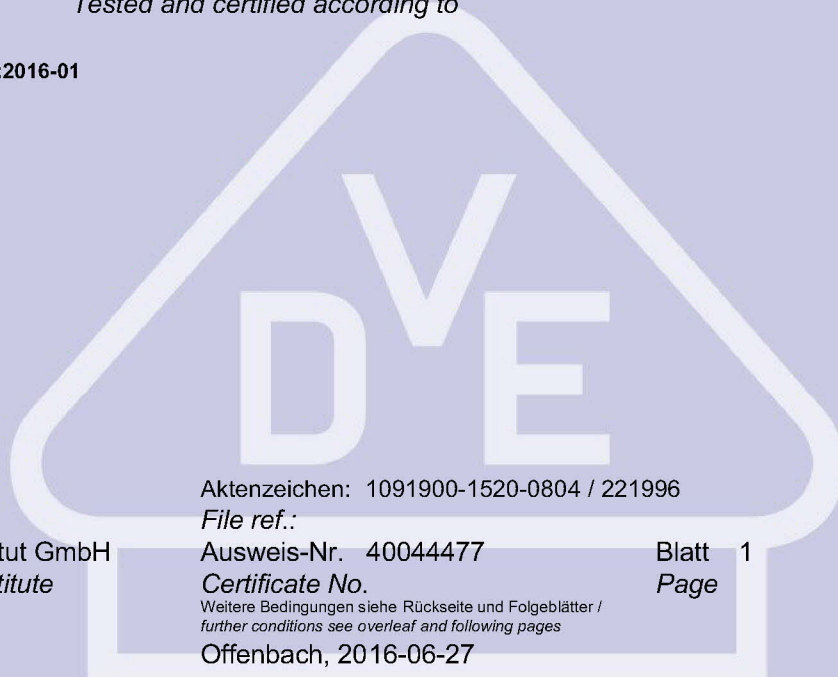 Tested and certified according to
:2016-01
V
DE
Aktenzeichen: 1091900-1520-0804 / 221996
File ref.:
tut GmbH Ausweis-Nr. 40044477 Blatt 1
titute Certificate No. Page
Weitere Bedingungen siehe Rückseite und Folgeblätter /
further conditions see overleaf and following pages
Offenbach, 2016-06-27